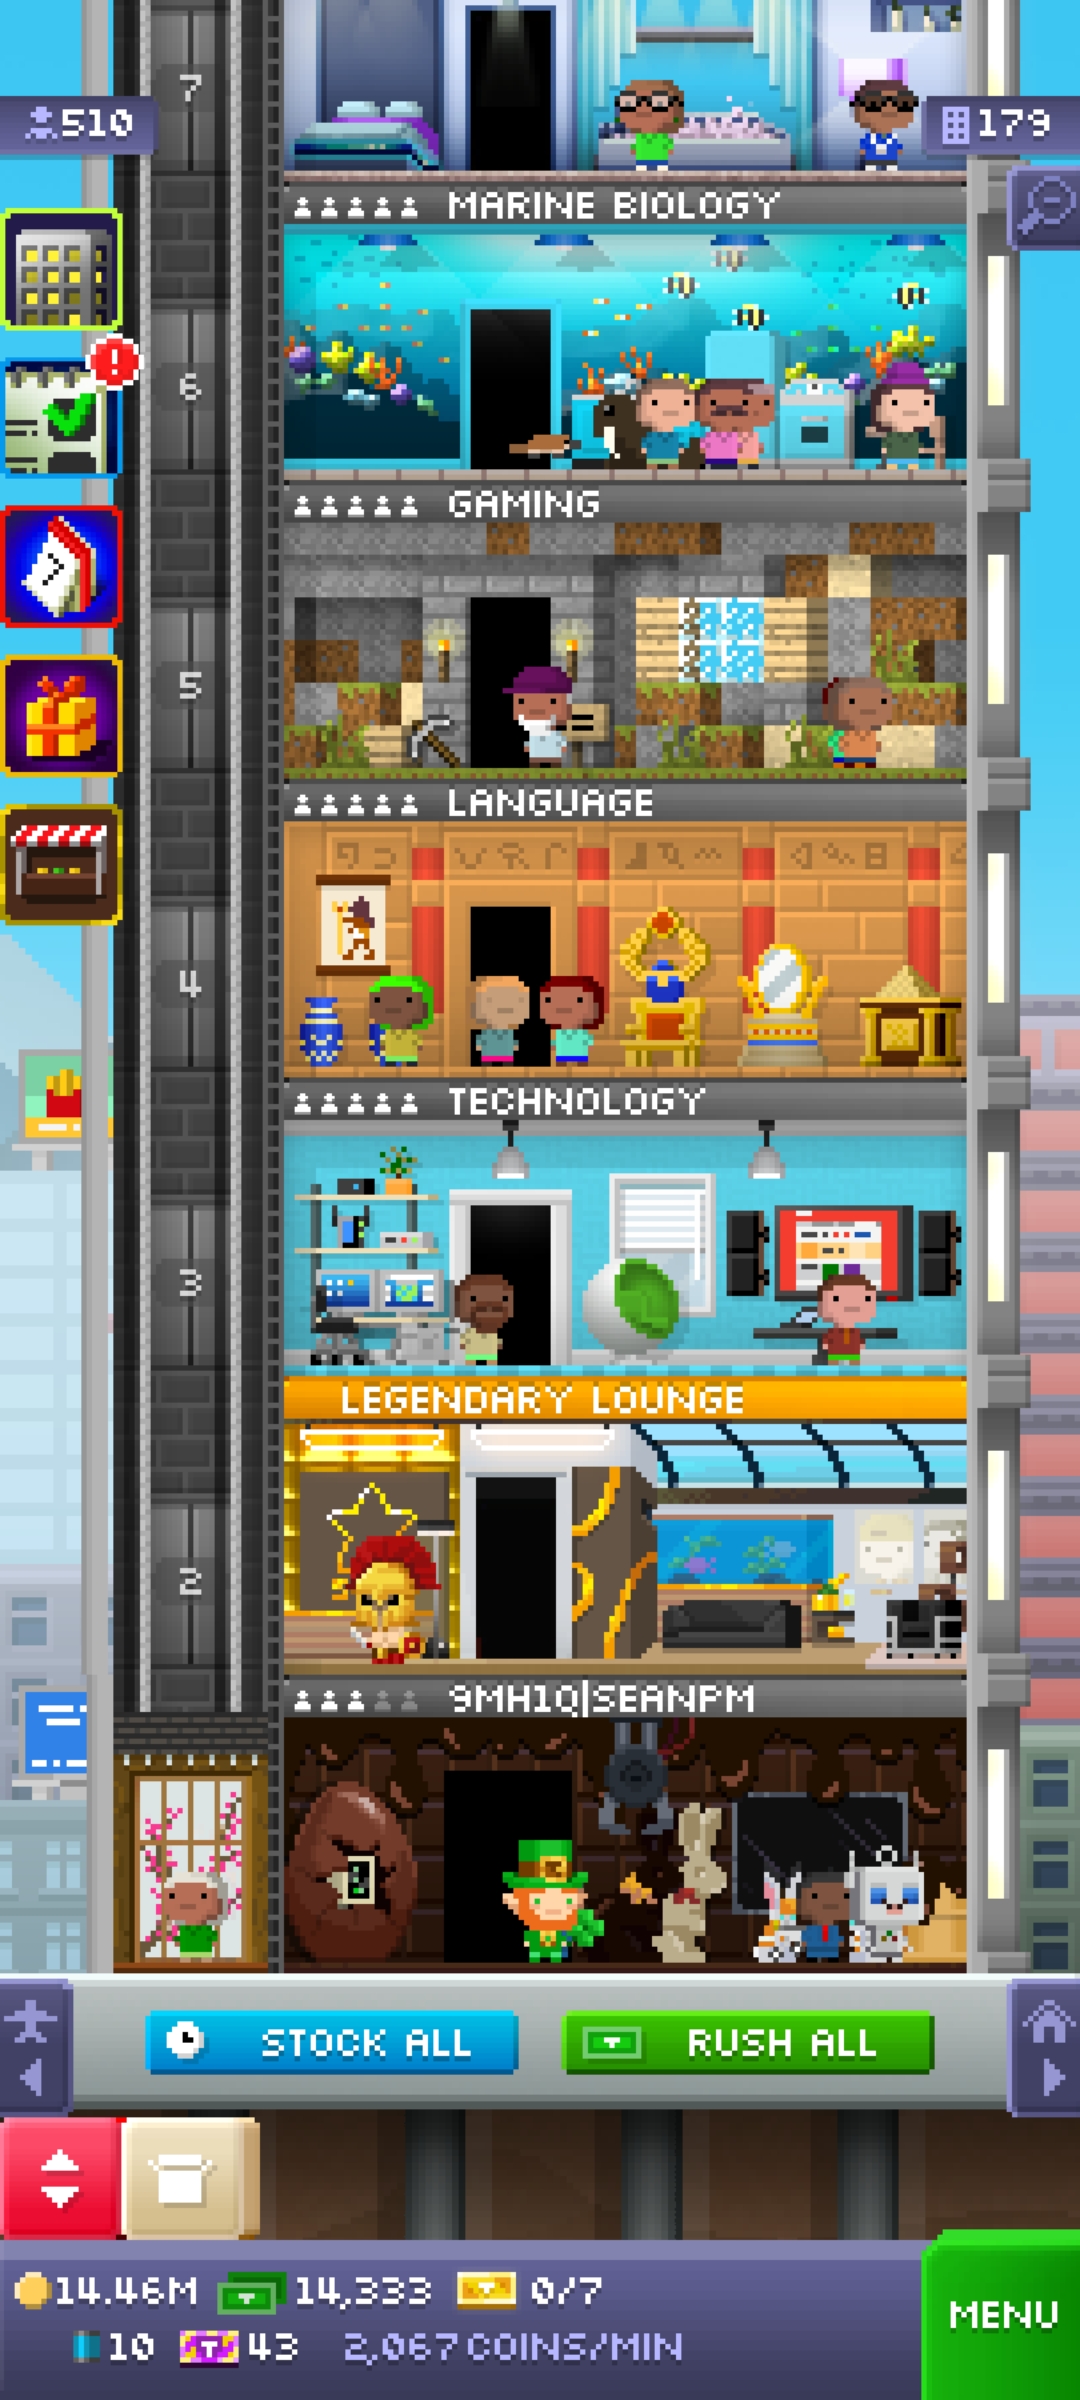 7
510
179
MARINE BIOLOGY
6
GAMING
5
LANGUAGE
4
TECHNOLOGY
3
LEGENDARY LOUNGE
2
9MH1Q|SEANPM
STOCK ALL
RUSH ALL
14.46M 14,333 0/7
10 43 2,067 COINS/MIN
MENU